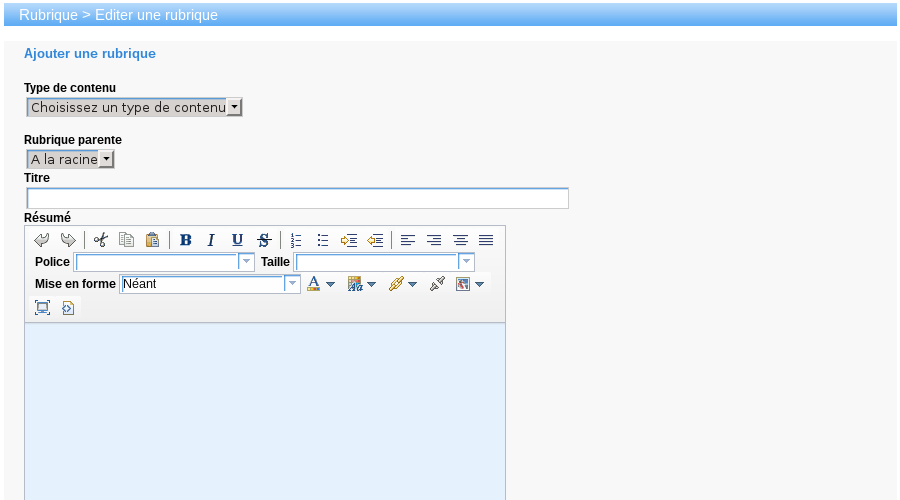 Rubrique > Editer une rubrique
Ajouter une rubrique
Type de contenu
Choisissez un type de contenu
Rubrique parente
A la racine
Titre
Résumé
B I U S
Police Taille
Mise en forme Néant